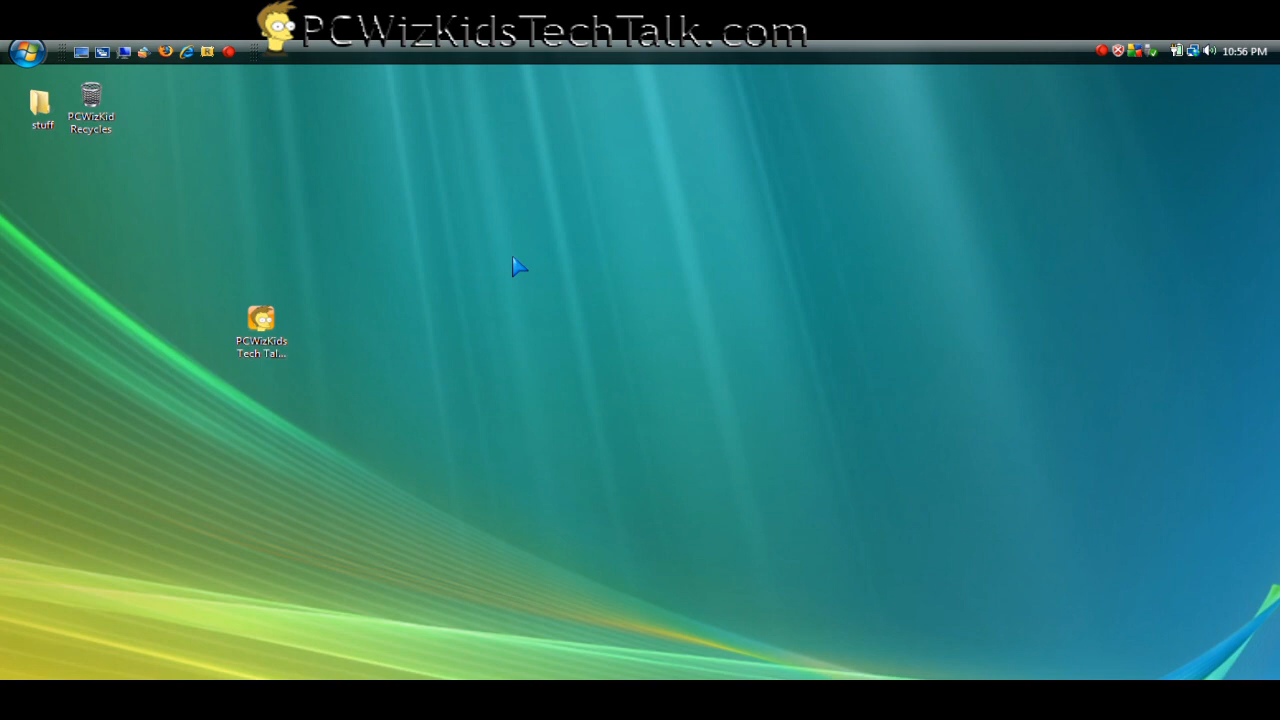 PCWizKidsTechTalk.com
10:56 PM
stuff
PCWizKid
Recycles
PCWizKids
Tech Tal...